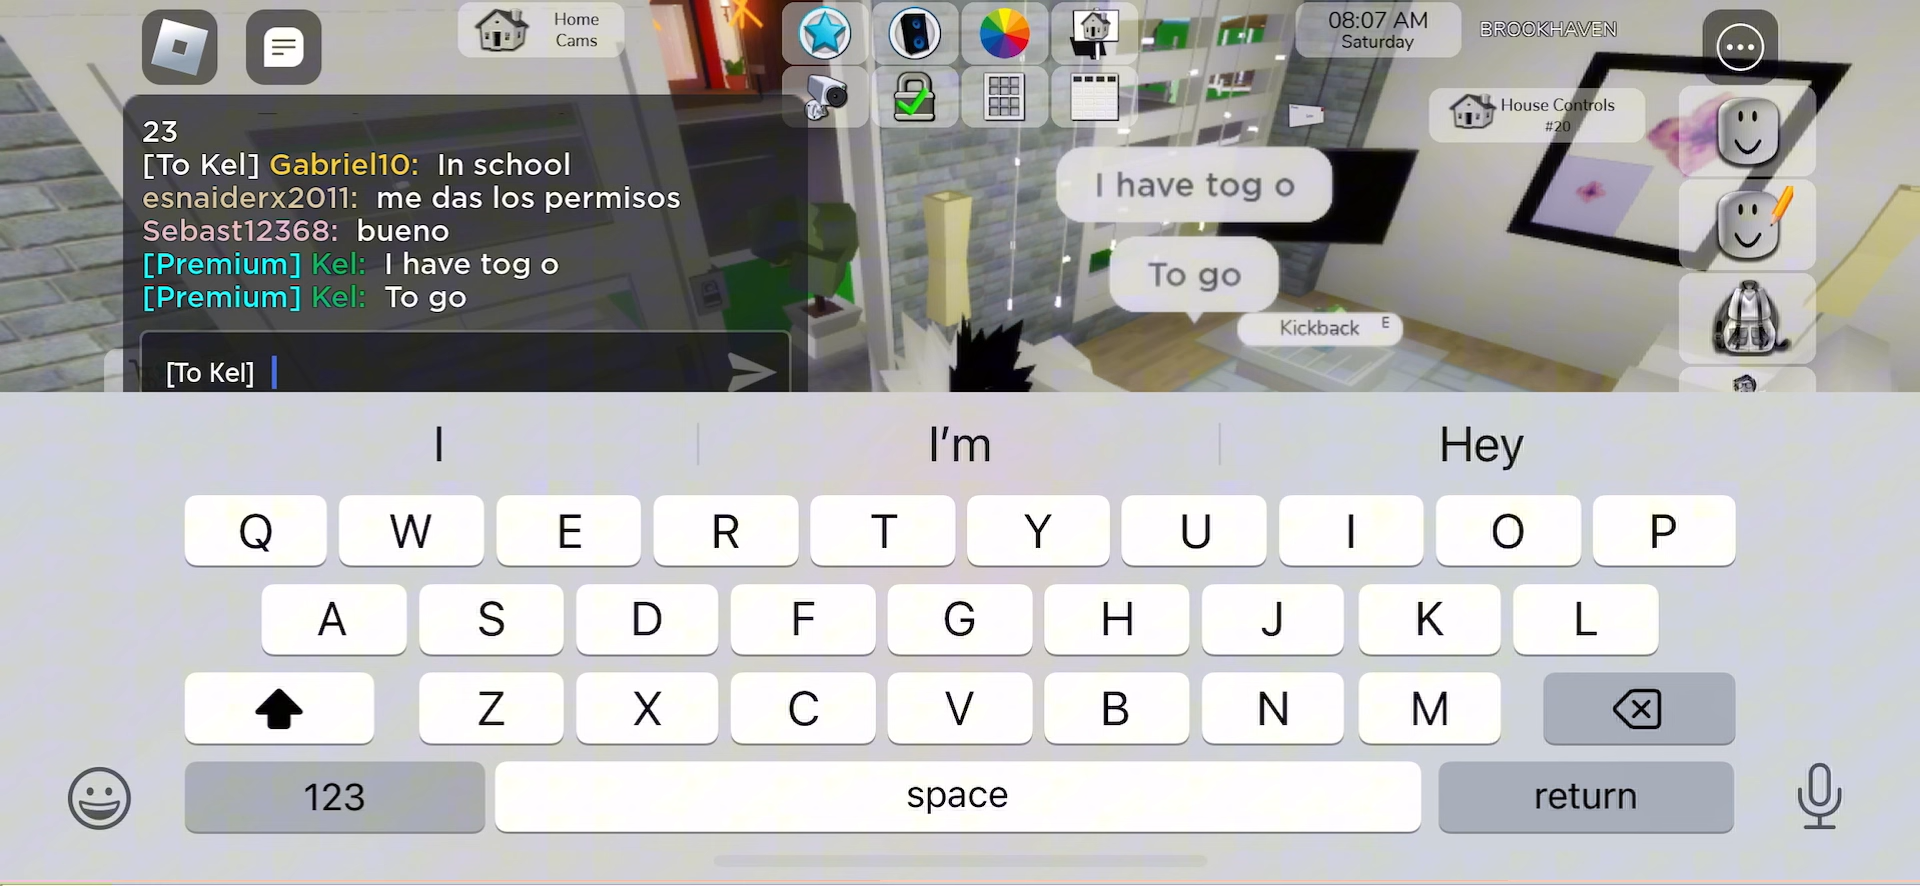 Home
Cams
08:07 AM
Saturday
BROOKHAVEN
House Controls
#20
23
[To Kel] Gabriel10: In school
esnaiderx2011: me das los permisos
Sebast12368: bueno
[Premium] Kel: I have tog o
[Premium] Kel: To go
[To Kel]
I have tog o
To go
Kickback E
I I'm Hey
Q W E R T Y U I O P
A S D F G H J K L
Z X C V B N M
123 space return